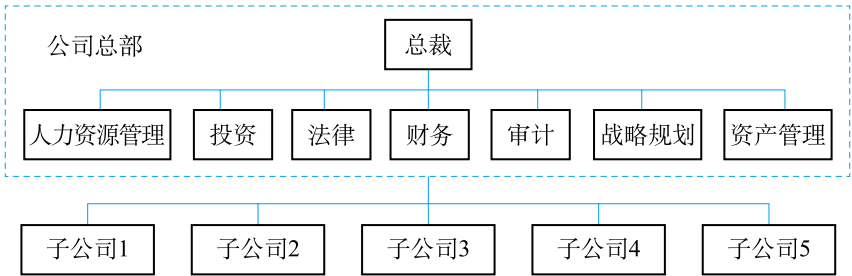 公司总部
总裁
人力资源管理
投资
法律
财务
审计
战略规划
资产管理
子公司1
子公司2
子公司3
子公司4
子公司5